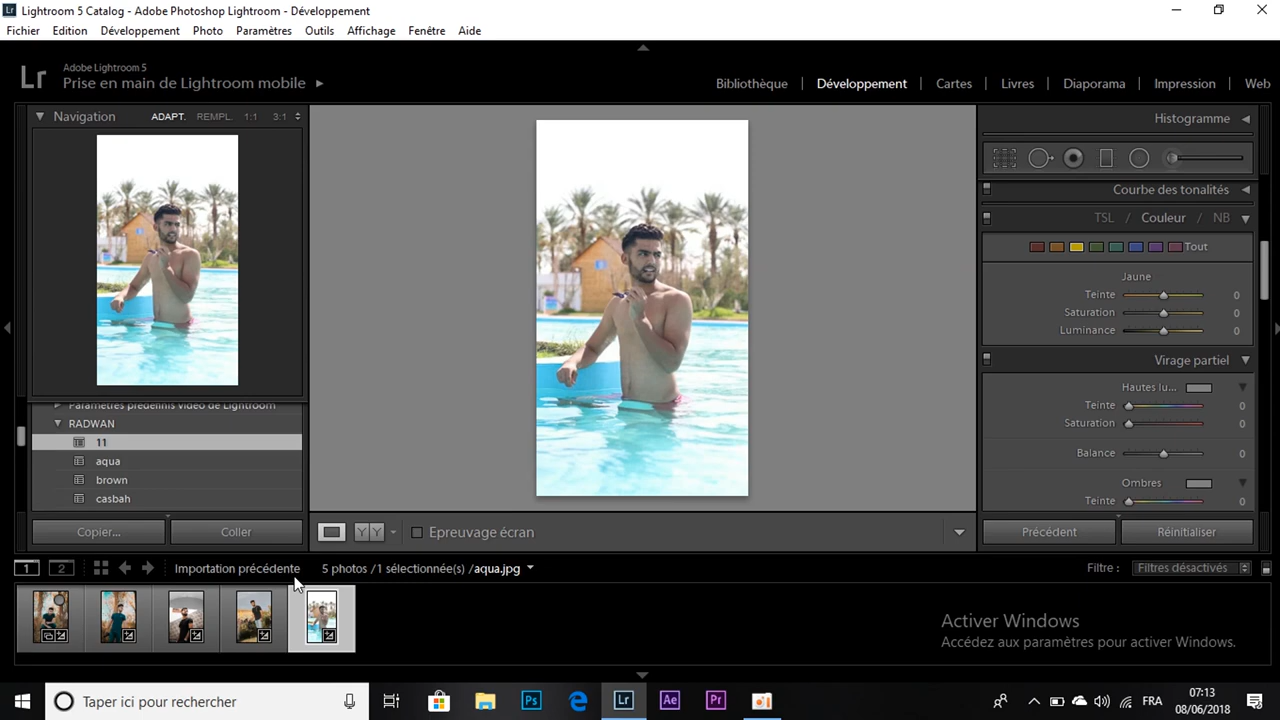 Lightroom 5 Catalog - Adobe Photoshop Lightroom - Développement
Fichier Edition Développement Photo Paramètres Outils Affichage Fenêtre Aide
Lr
Adobe Lightroom 5
Prise en main de Lightroom mobile
Bibliothèque Développement Cartes Livres Diaporama Impression Web
Navigation ADAPT. REMPL. 1:1 3:1
Histogramme
Courbe des tonalités
TSL / Couleur / NB
Tout
Jaune
Teinte 0
Saturation 0
Luminance 0
Virage partiel
Hautes lu...
Teinte 0
Saturation 0
Balance 0
Ombres
Teinte 0
Paramètres prédéfinis vidéo de Lightroom
RADWAN
11
aqua
brown
casbah
Copier... Coller
YY
Epreuvage écran
Précédent Réinitialiser
1 2 Importation précédente 5 photos /1 sélectionnée(s) /aqua.jpg
Filtre : Filtres désactivés
Activer Windows
Accédez aux paramètres pour activer Windows.
Taper ici pour rechercher
Ps Lr Ae Pr
FRA
07:13
08/06/2018